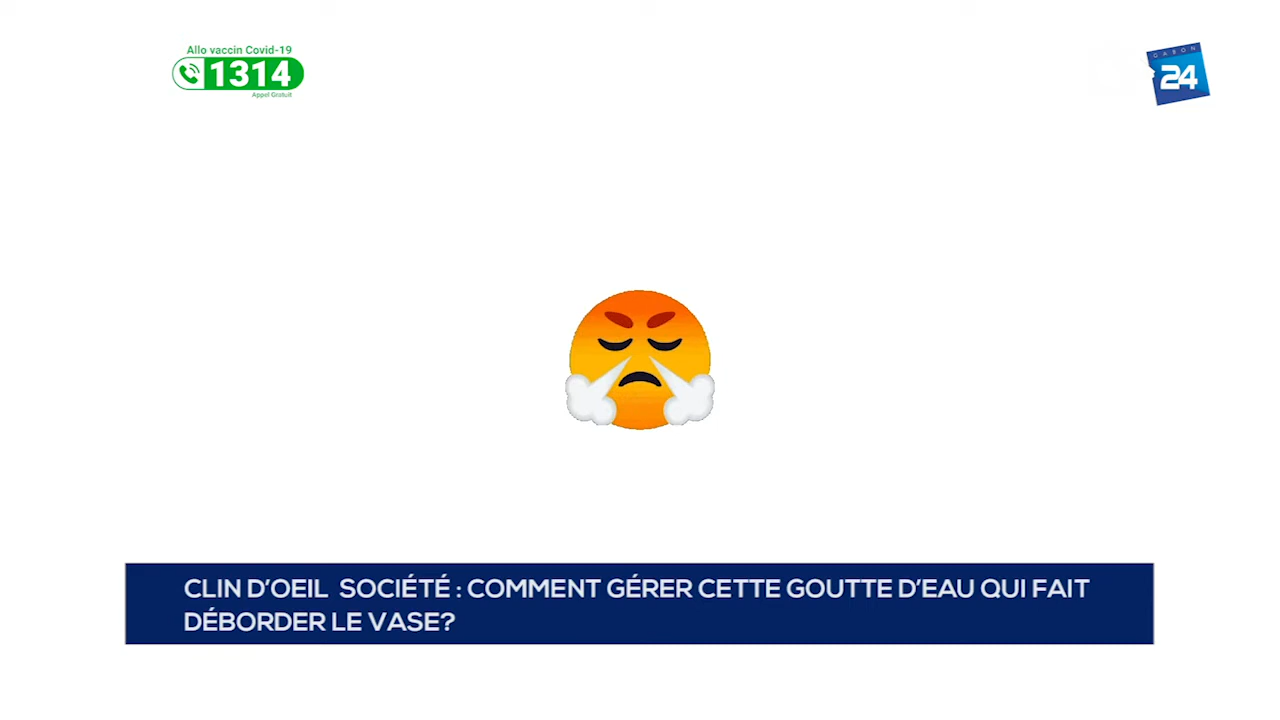 Allo vaccin Covid-19
1314
Appel Gratuit
GABON
24
CLIN D'OEIL  SOCIÉTÉ : COMMENT GÉRER CETTE GOUTTE D'EAU QUI FAIT
DÉBORDER LE VASE?